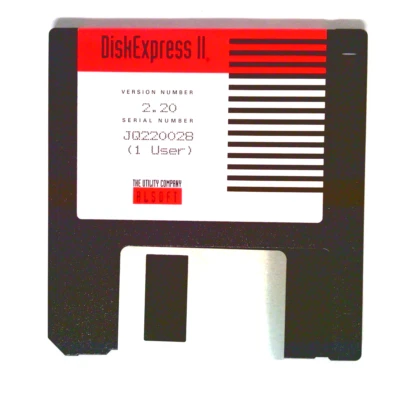 DiskExpress II®
VERSION NUMBER
2.20
SERIAL NUMBER
JQ220028
(1 User)
THE UTILITY COMPANY
ALSOFT